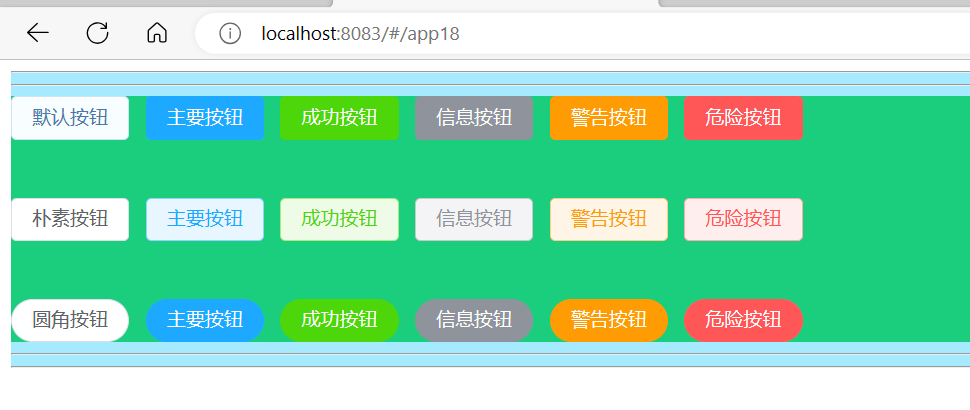 localhost:8083/#/app18
默认按钮 主要按钮 成功按钮 信息按钮 警告按钮 危险按钮
朴素按钮 主要按钮 成功按钮 信息按钮 警告按钮 危险按钮
圆角按钮 主要按钮 成功按钮 信息按钮 警告按钮 危险按钮